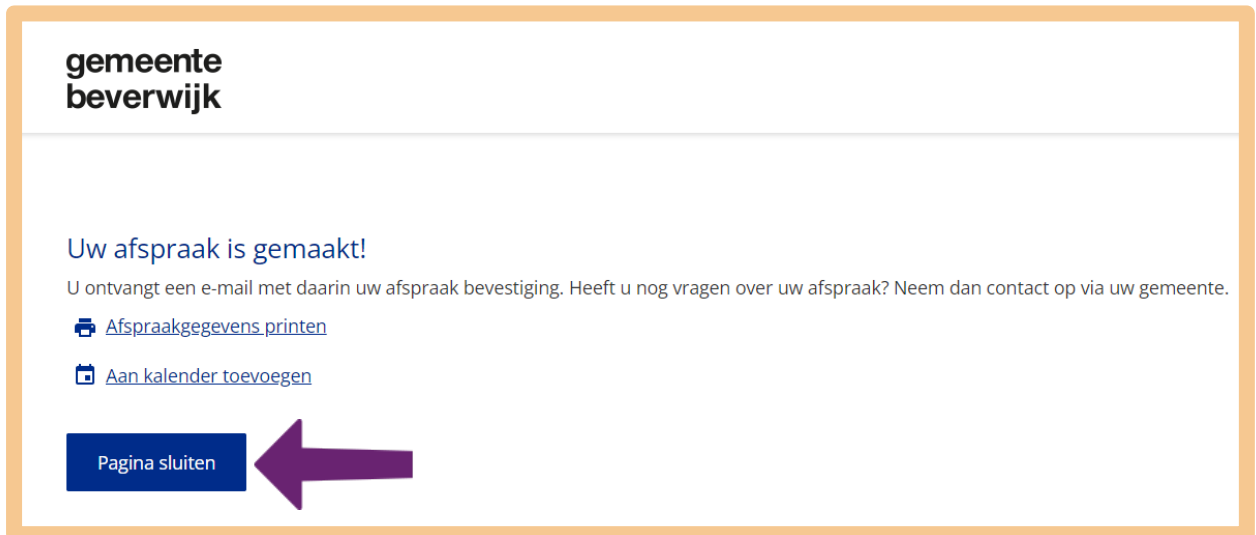 gemeente
beverwijk
Uw afspraak is gemaakt!
U ontvangt een e-mail met daarin uw afspraak bevestiging. Heeft u nog vragen over uw afspraak? Neem dan contact op via uw gemeente.
Afspraakgegevens printen
Aan kalender toevoegen
Pagina sluiten